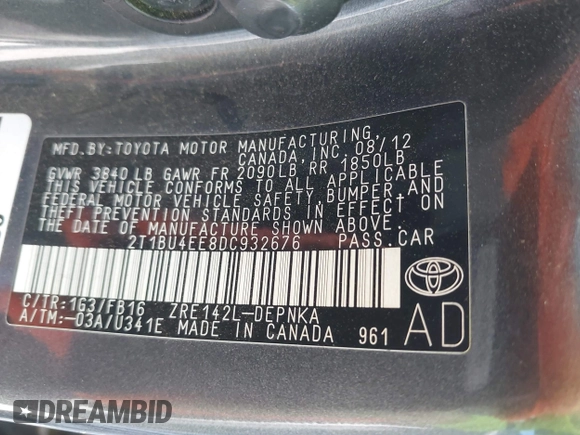 MFD.BY:TOYOTA MOTOR MANUFACTURING,
CANADA, INC. 08/12
GVWR 3840LB GAWR FR 2090LB RR 1850LB
THIS VEHICLE CONFORMS TO ALL APPLICABLE
FEDERAL MOTOR VEHICLE SAFETY, BUMPER, AND
THEFT PREVENTION STANDARDS IN EFFECT ON
THE DATE OF MANUFACTURE SHOWN ABOVE.
2T1BU4EE8DC932676 PASS.CAR
C/TR:1G3/FB16 ZRE142L-DEPNKA
A/TM:-03A/U341E MADE IN CANADA 961
AD
DREAMBID